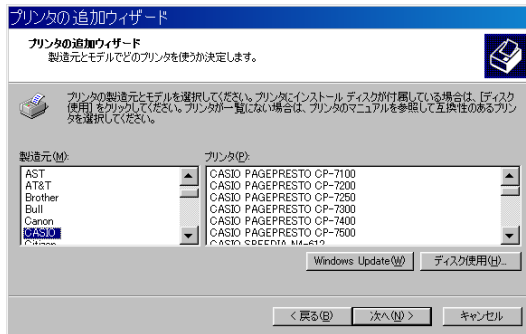 プリンタの追加ウィザード
プリンタの追加ウィザード
製造元とモデルでどのプリンタを使うか決定します。
プリンタの製造元とモデルを選択してください。プリンタにインストール ディスクが付属している場合は、[ディスク
使用] をクリックしてください。プリンタが一覧にない場合は、プリンタのマニュアルを参照して互換性のあるプリン
タを選択してください。
製造元(M):
プリンタ(P):
AST
AT&T
Brother
Bull
Canon
CASIO
Citizen
CASIO PAGEPRESTO CP-7100
CASIO PAGEPRESTO CP-7200
CASIO PAGEPRESTO CP-7250
CASIO PAGEPRESTO CP-7300
CASIO PAGEPRESTO CP-7400
CASIO PAGEPRESTO CP-7500
CASIO SPEEDIA N4-612
Windows Update(W)
ディスク使用(H)...
< 戻る(B)
次へ(N) >
キャンセル